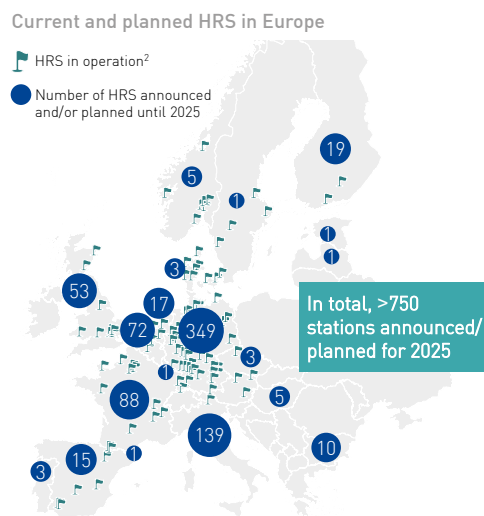 Current and planned HRS in Europe
HRS in operation2
Number of HRS announced
and/or planned until 2025
19
5
1
1
1
3
53
17
In total, >750
stations announced/
planned for 2025
72
349
3
1
88
5
139
10
15
1
3